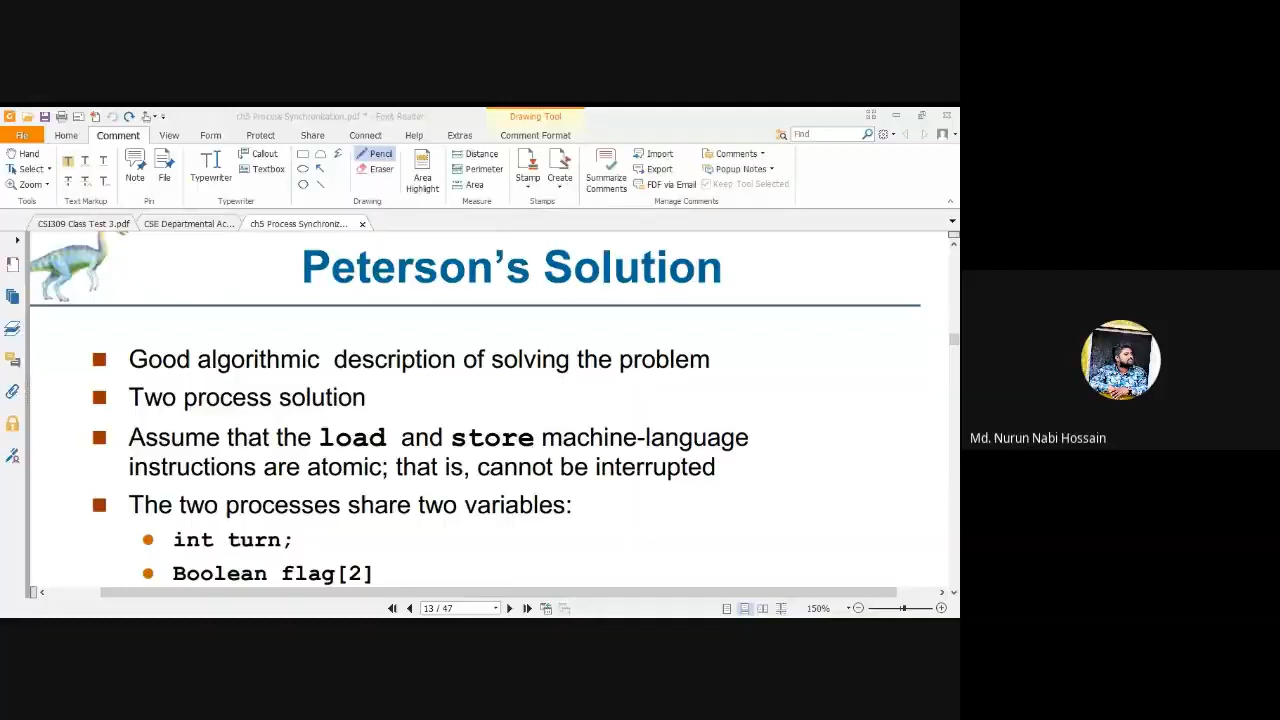 ch5 Process Synchronization.pdf * - Foxit Reader
Drawing Tool
File Home Comment View Form Protect Share Connect Help Extras Comment Format Find
Hand
Select
Zoom
Tools
T T T
T T T
Text Markup
Note
File
Pin
Typewriter
Callout
Textbox
Typewriter
Pencil
Eraser
Area
Highlight
Drawing
Distance
Perimeter
Area
Measure
Stamp
Create
Stamps
Summarize
Comments
Import
Export
FDF via Email
Comments
Popup Notes
Keep Tool Selected
Manage Comments
CSI309 Class Test 3.pdf
CSE Departmental Ac...
ch5 Process Synchroniz...
Peterson’s Solution
Good algorithmic description of solving the problem
Two process solution
Assume that the load and store machine-language
instructions are atomic; that is, cannot be interrupted
The two processes share two variables:
int turn;
Boolean flag[2]
13 / 47
150%
Md. Nurun Nabi Hossain